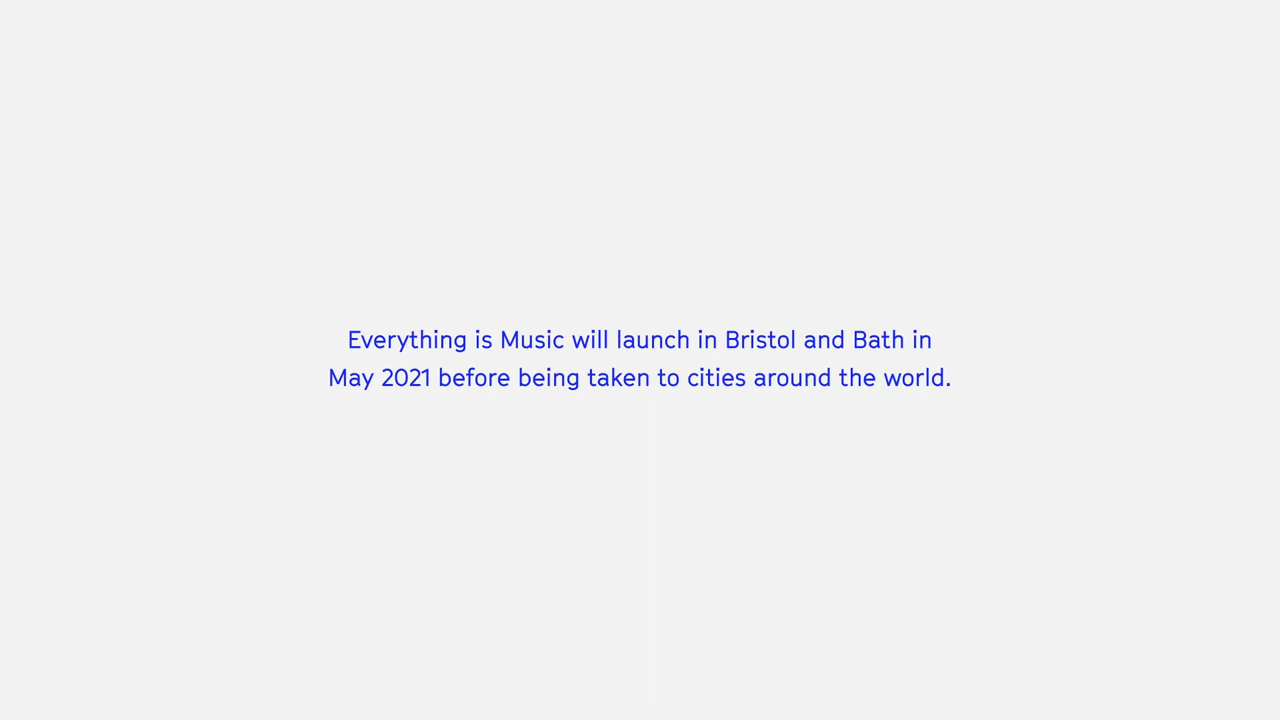 Everything is Music will launch in Bristol and Bath in
May 2021 before being taken to cities around the world.